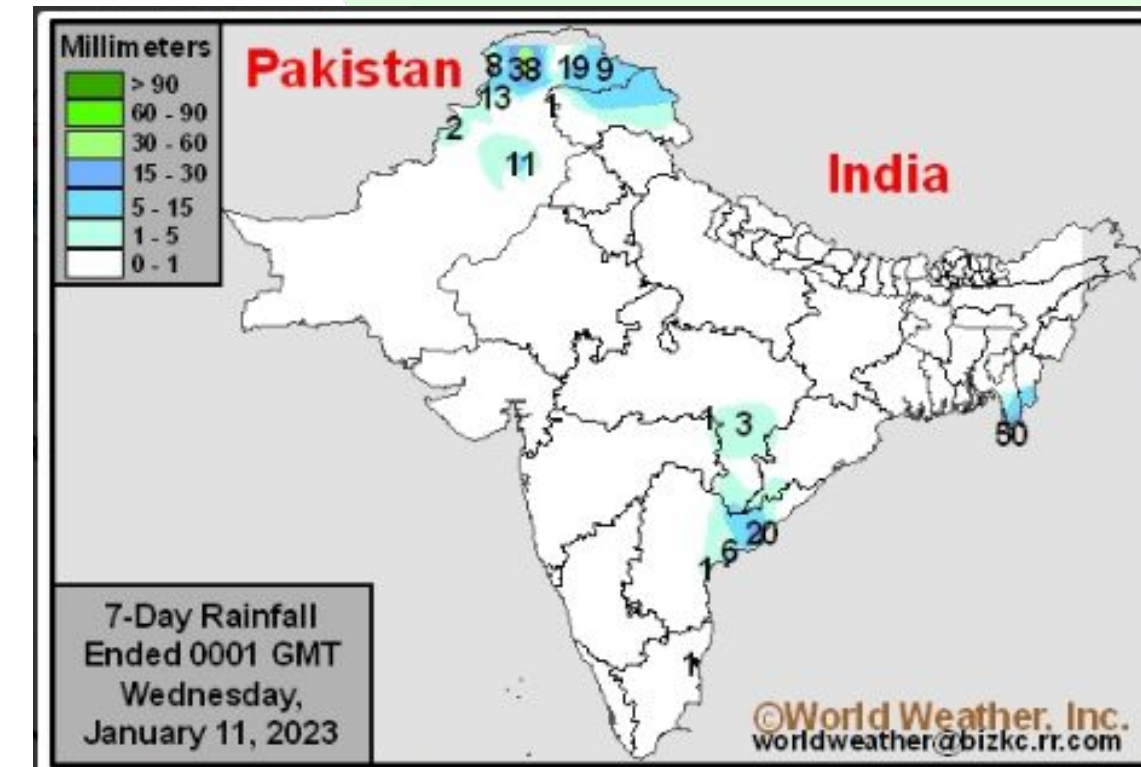 Millimeters
> 90
60 - 90
30 - 60
15 - 30
5 - 15
1 - 5
0 - 1
Pakistan
8 38 19 9
13 1
2
11
India
1 3
50
20
6
1
1
7-Day Rainfall
Ended 0001 GMT
Wednesday,
January 11, 2023
©World Weather, Inc.
worldweather@bizkc.rr.com